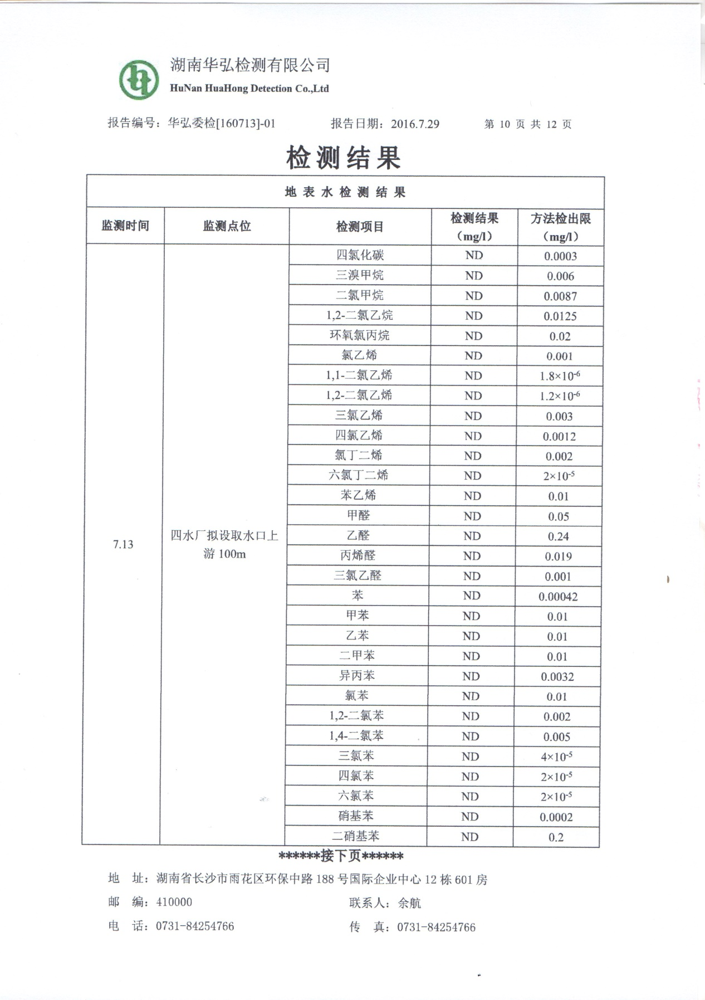 湖南华弘检测有限公司
HuNan HuaHong Detection Co.,Ltd
报告编号：华弘委检[160713]-01 报告日期：2016.7.29 第 10 页 共 12 页
检测结果
地表水检测结果
监测时间 监测点位 检测项目 检测结果（mg/l） 方法检出限（mg/l）
7.13 四水厂拟设取水口上游 100m
四氯化碳 ND 0.0003
三溴甲烷 ND 0.006
二氯甲烷 ND 0.0087
1,2-二氯乙烷 ND 0.0125
环氧氯丙烷 ND 0.02
氯乙烯 ND 0.001
1,1-二氯乙烯 ND 1.8×10⁻⁶
1,2-二氯乙烯 ND 1.2×10⁻⁶
三氯乙烯 ND 0.003
四氯乙烯 ND 0.0012
氯丁二烯 ND 0.002
六氯丁二烯 ND 2×10⁻⁵
苯乙烯 ND 0.01
甲醛 ND 0.05
乙醛 ND 0.24
丙烯醛 ND 0.019
三氯乙醛 ND 0.001
苯 ND 0.00042
甲苯 ND 0.01
乙苯 ND 0.01
二甲苯 ND 0.01
异丙苯 ND 0.0032
氯苯 ND 0.01
1,2-二氯苯 ND 0.002
1,4-二氯苯 ND 0.005
三氯苯 ND 4×10⁻⁵
四氯苯 ND 2×10⁻⁵
六氯苯 ND 2×10⁻⁵
硝基苯 ND 0.0002
二硝基苯 ND 0.2
******接下页******
地 址：湖南省长沙市雨花区环保中路 188 号国际企业中心 12 栋 601 房
邮 编：410000 联系人：余航
电 话：0731-84254766 传 真：0731-84254766